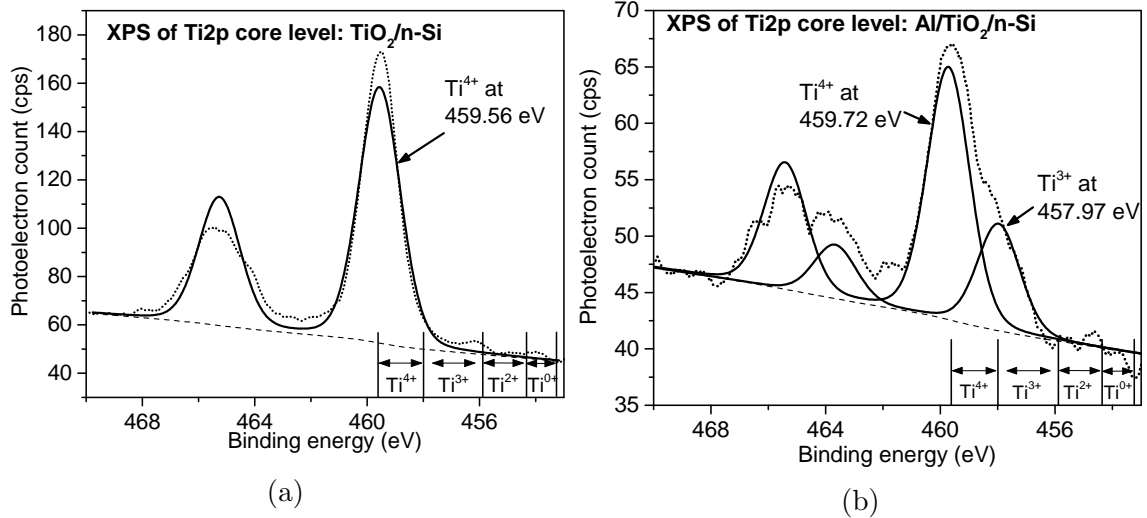 XPS of Ti2p core level: TiO₂/n-Si
Photoelectron count (cps)
180
160
140
120
100
80
60
40
Ti⁴⁺ at
459.56 eV
Ti⁴⁺ Ti³⁺ Ti²⁺ Ti⁰⁺
468 464 460 456
Binding energy (eV)
(a)
XPS of Ti2p core level: Al/TiO₂/n-Si
Photoelectron count (cps)
70
65
60
55
50
45
40
35
Ti⁴⁺ at
459.72 eV
Ti³⁺ at
457.97 eV
Ti⁴⁺ Ti³⁺ Ti²⁺ Ti⁰⁺
468 464 460 456
Binding energy (eV)
(b)